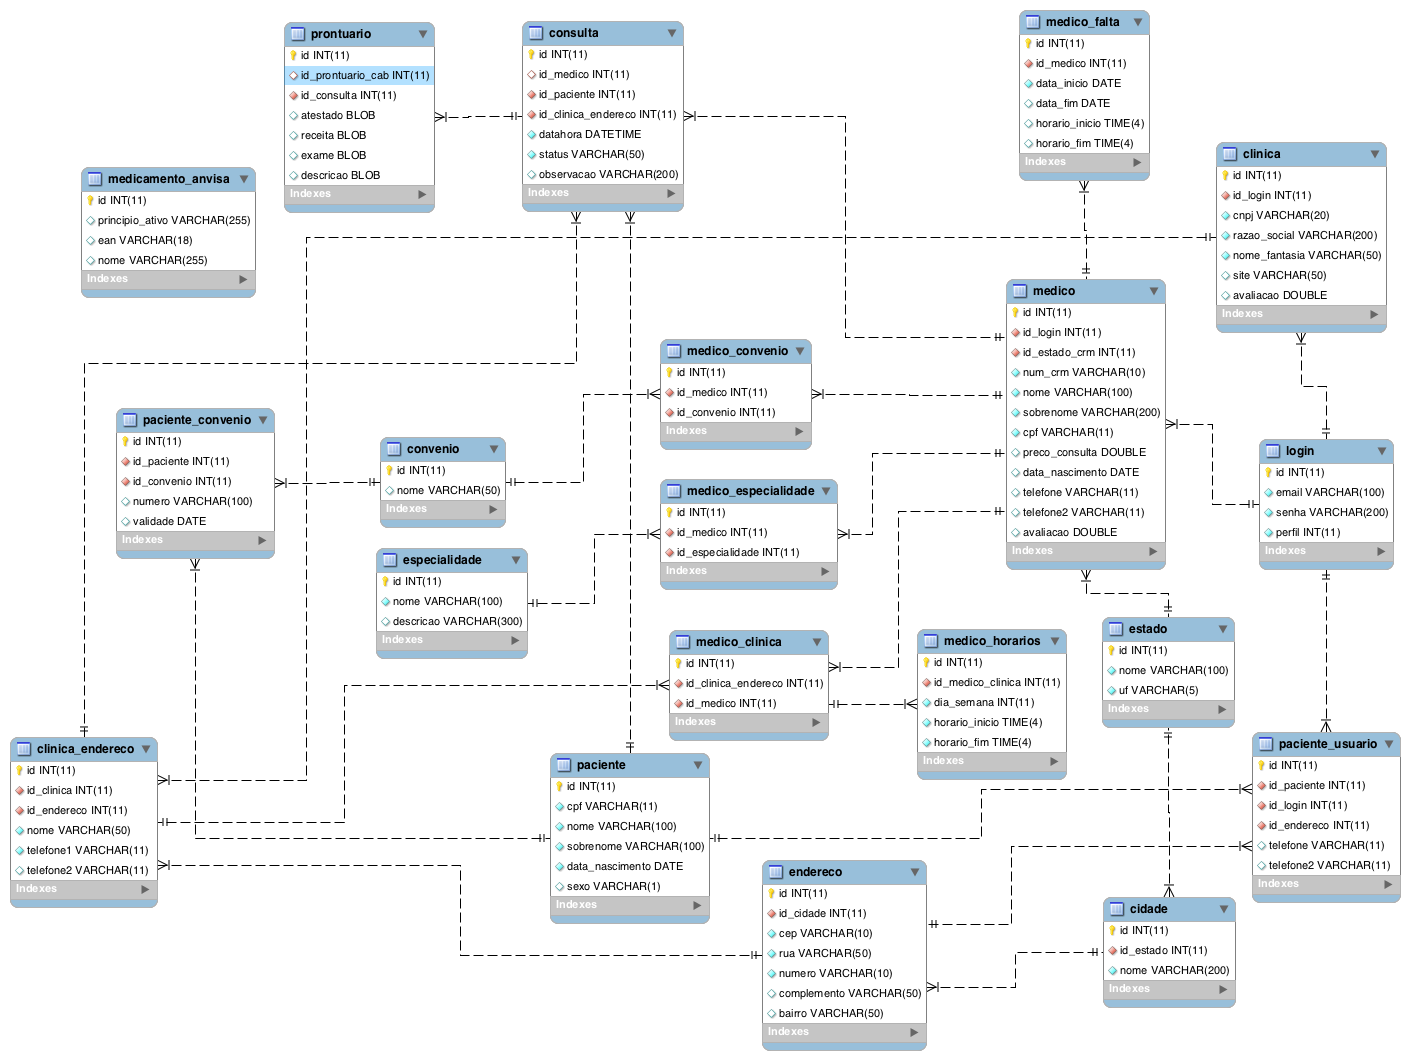 prontuario
id INT(11)
id_prontuario_cab INT(11)
id_consulta INT(11)
atestado BLOB
receita BLOB
exame BLOB
descricao BLOB
Indexes
consulta
id INT(11)
id_medico INT(11)
id_paciente INT(11)
id_clinica_endereco INT(11)
datahora DATETIME
status VARCHAR(50)
observacao VARCHAR(200)
Indexes
medico_falta
id INT(11)
id_medico INT(11)
data_inicio DATE
data_fim DATE
horario_inicio TIME(4)
horario_fim TIME(4)
Indexes
clinica
id INT(11)
id_login INT(11)
cnpj VARCHAR(20)
razao_social VARCHAR(200)
nome_fantasia VARCHAR(50)
site VARCHAR(50)
avaliacao DOUBLE
Indexes
medicamento_anvisa
id INT(11)
principio_ativo VARCHAR(255)
ean VARCHAR(18)
nome VARCHAR(255)
Indexes
medico
id INT(11)
id_login INT(11)
id_estado_crm INT(11)
num_crm VARCHAR(10)
nome VARCHAR(100)
sobrenome VARCHAR(200)
cpf VARCHAR(11)
preco_consulta DOUBLE
data_nascimento DATE
telefone VARCHAR(11)
telefone2 VARCHAR(11)
avaliacao DOUBLE
Indexes
medico_convenio
id INT(11)
id_medico INT(11)
id_convenio INT(11)
Indexes
paciente_convenio
id INT(11)
id_paciente INT(11)
id_convenio INT(11)
numero VARCHAR(100)
validade DATE
Indexes
convenio
id INT(11)
nome VARCHAR(50)
Indexes
login
id INT(11)
email VARCHAR(100)
senha VARCHAR(200)
perfil INT(11)
Indexes
medico_especialidade
id INT(11)
id_medico INT(11)
id_especialidade INT(11)
Indexes
especialidade
id INT(11)
nome VARCHAR(100)
descricao VARCHAR(300)
Indexes
medico_clinica
id INT(11)
id_clinica_endereco INT(11)
id_medico INT(11)
Indexes
medico_horarios
id INT(11)
id_medico_clinica INT(11)
dia_semana INT(11)
horario_inicio TIME(4)
horario_fim TIME(4)
Indexes
estado
id INT(11)
nome VARCHAR(100)
uf VARCHAR(5)
Indexes
clinica_endereco
id INT(11)
id_clinica INT(11)
id_endereco INT(11)
nome VARCHAR(50)
telefone1 VARCHAR(11)
telefone2 VARCHAR(11)
Indexes
paciente
id INT(11)
cpf VARCHAR(11)
nome VARCHAR(100)
sobrenome VARCHAR(100)
data_nascimento DATE
sexo VARCHAR(1)
Indexes
paciente_usuario
id INT(11)
id_paciente INT(11)
id_login INT(11)
id_endereco INT(11)
telefone VARCHAR(11)
telefone2 VARCHAR(11)
Indexes
endereco
id INT(11)
id_cidade INT(11)
cep VARCHAR(10)
rua VARCHAR(50)
numero VARCHAR(10)
complemento VARCHAR(50)
bairro VARCHAR(50)
Indexes
cidade
id INT(11)
id_estado INT(11)
nome VARCHAR(200)
Indexes